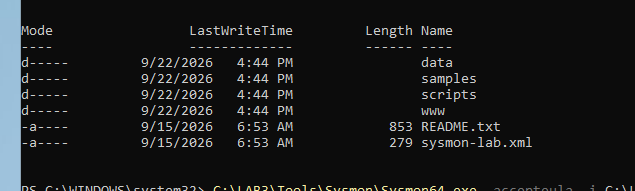 Mode LastWriteTime Length Name
---- ------------- ------ ----
d----- 9/22/2026 4:44 PM data
d----- 9/22/2026 4:44 PM samples
d----- 9/22/2026 4:44 PM scripts
d----- 9/22/2026 4:44 PM www
-a---- 9/15/2026 6:53 AM 853 README.txt
-a---- 9/15/2026 6:53 AM 279 sysmon-lab.xml
PS C:\WINDOWS\system32> C:\LAB3\Tools\Sysmon\Sysmon64.exe -accepteula -i C:\